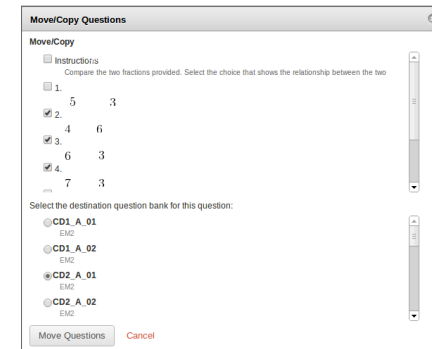 Move/Copy Questions
Move/Copy
Instructions
Compare the two fractions provided. Select the choice that shows the relationship between the two
1.
5 3
2.
4 6
3.
6 3
4.
7 3
Select the destination question bank for this question:
CD1_A_01
EM2
CD1_A_02
EM2
CD2_A_01
EM2
CD2_A_02
EM2
Move Questions Cancel